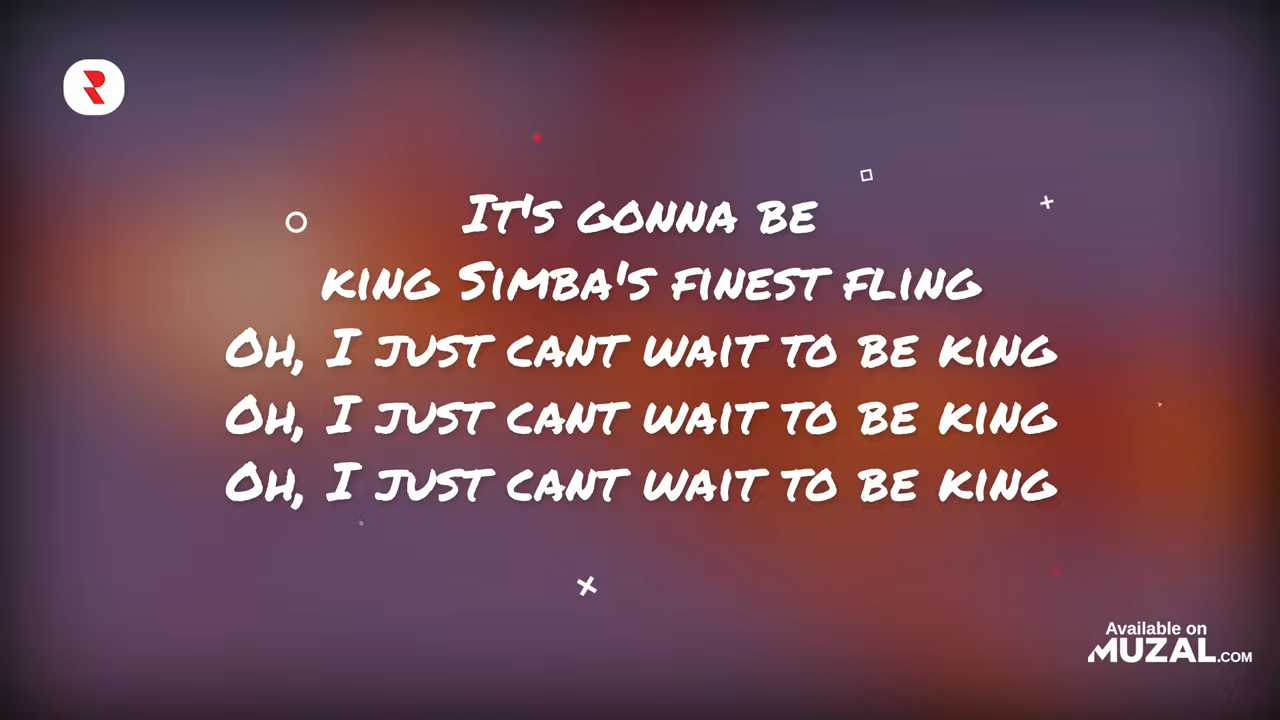 It's gonna be
king Simba's finest fling
Oh, I just cant wait to be king
Oh, I just cant wait to be king
Oh, I just cant wait to be king
Available on
MUZAL.COM